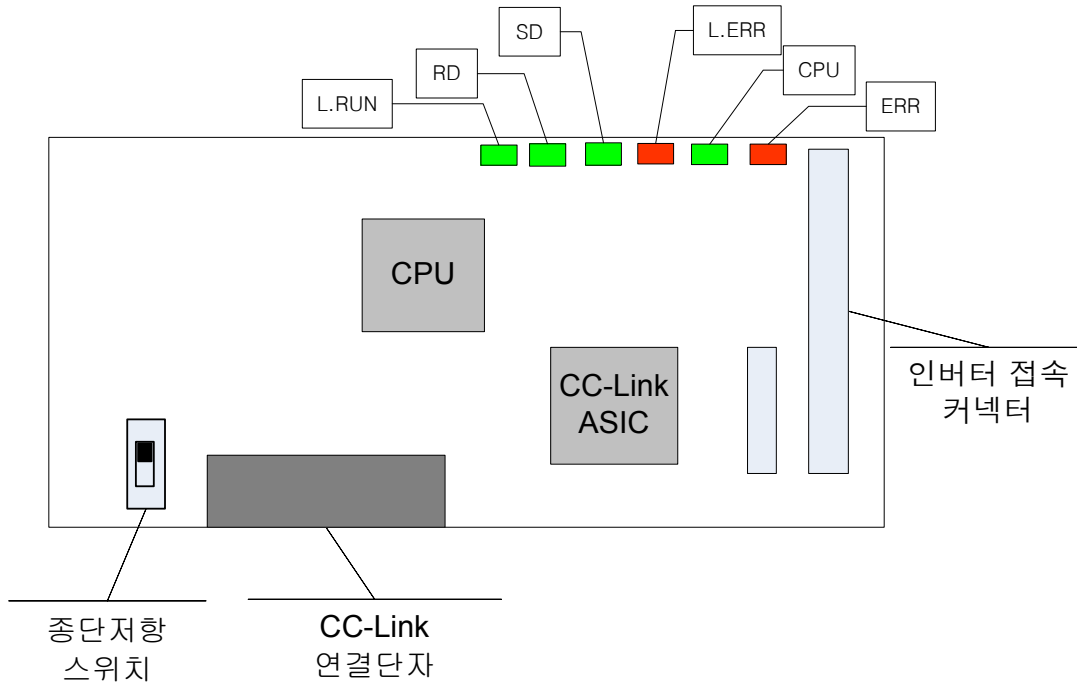 SD
L.ERR
RD
CPU
L.RUN
ERR
CPU
CC-Link
ASIC
인버터 접속
커넥터
종단저항
스위치
CC-Link
연결단자